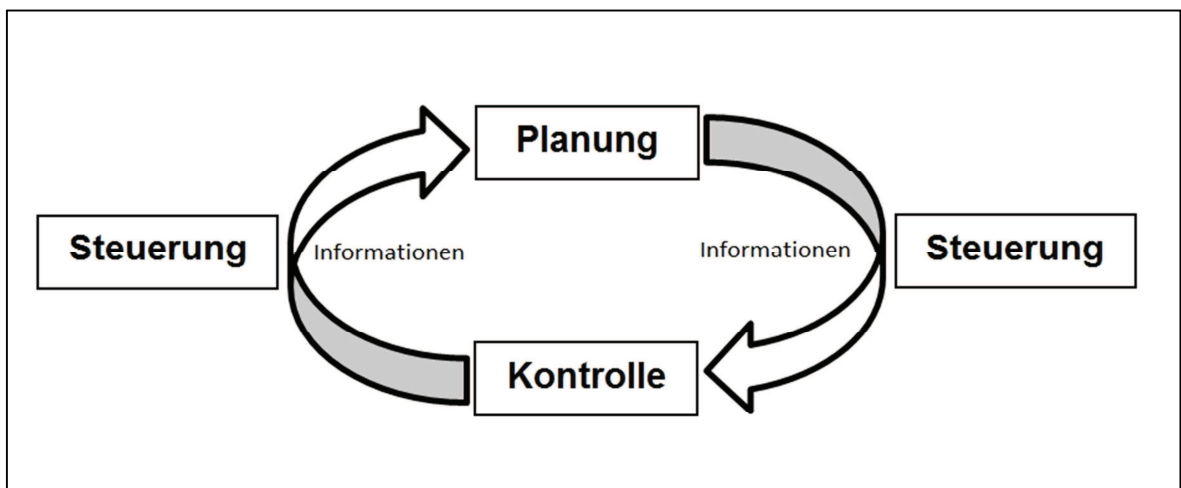 Planung
Steuerung
Informationen
Informationen
Steuerung
Kontrolle